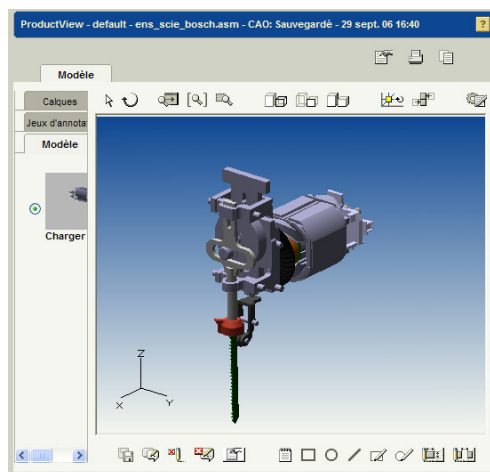 ProductView - default - ens_scie_bosch.asm - CAO: Sauvegardé - 29 sept. 06 16:40
?
Modèle
Calques
Jeux d'annota
Modèle
Charger
Z
X
Y